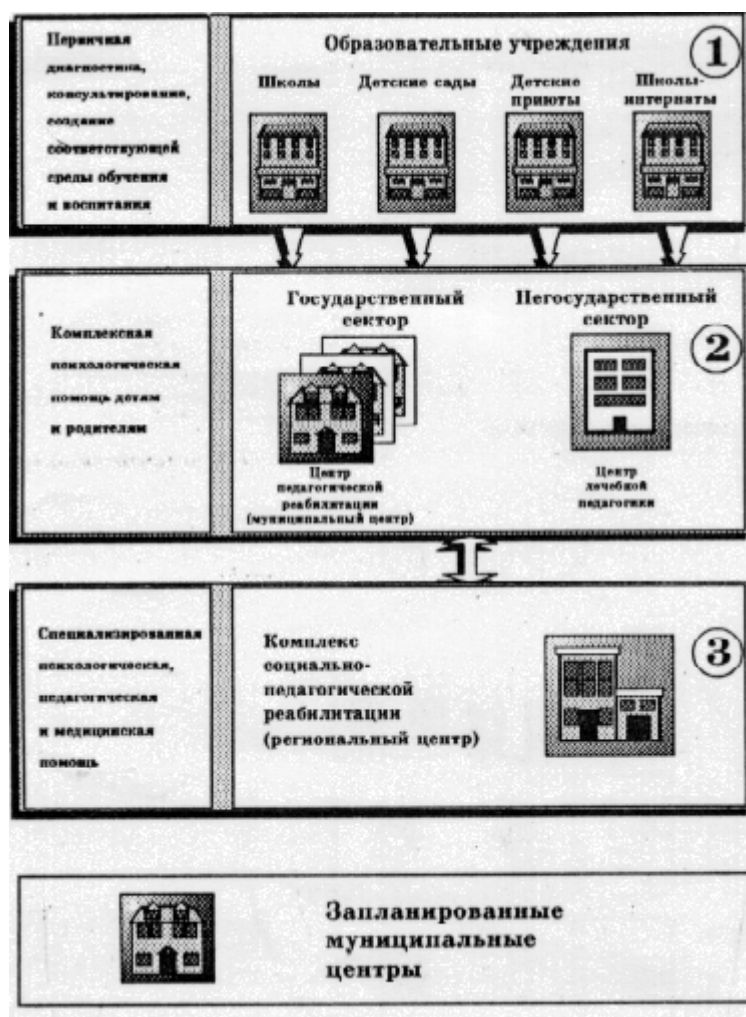 Первичная
диагностика,
консультирование,
создание
соответствующей
среды обучения
и воспитания
Образовательные учреждения
1
Школы
Детские сады
Детские
приюты
Школы-
интернаты
Комплексная
психологическая
помощь детям
и родителям
Государственный
сектор
Центр
педагогической
реабилитации
(муниципальный центр)
Негосударственный
сектор
Центр
лечебной
педагогики
2
Специализированная
психологическая,
педагогическая
и медицинская
помощь
Комплекс
социально-
педагогической
реабилитации
(региональный центр)
3
Запланированные
муниципальные
центры